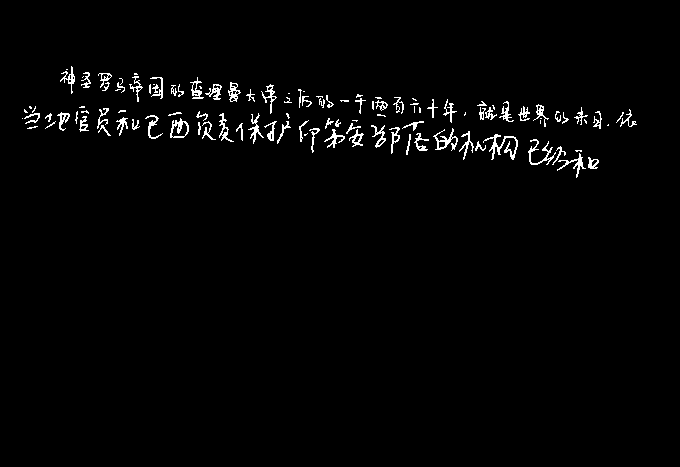 神圣罗马帝国的查理曼大帝之后的一千两百六十年，就是世界的末日．依
当地官员和巴西负责保护印第安部落的机构已经和